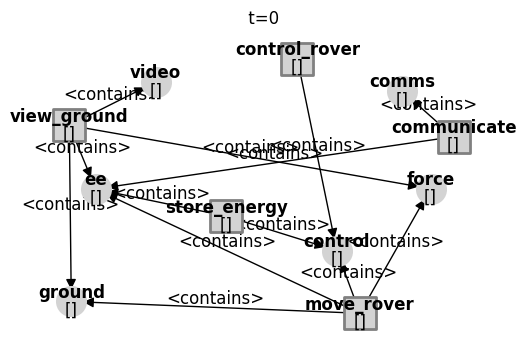 t=0
control_rover
[]
video
[]
<contains>
comms
[]
<contains>
view_ground
[]
<contains>
communicate
[]
<contains>
<contains>
<contains>
ee
[]
<contains>
force
[]
<contains>
store_energy
[]
<contains>
<contains>
control
[]
<contains>
<contains>
ground
[]
<contains>
move_rover
[]